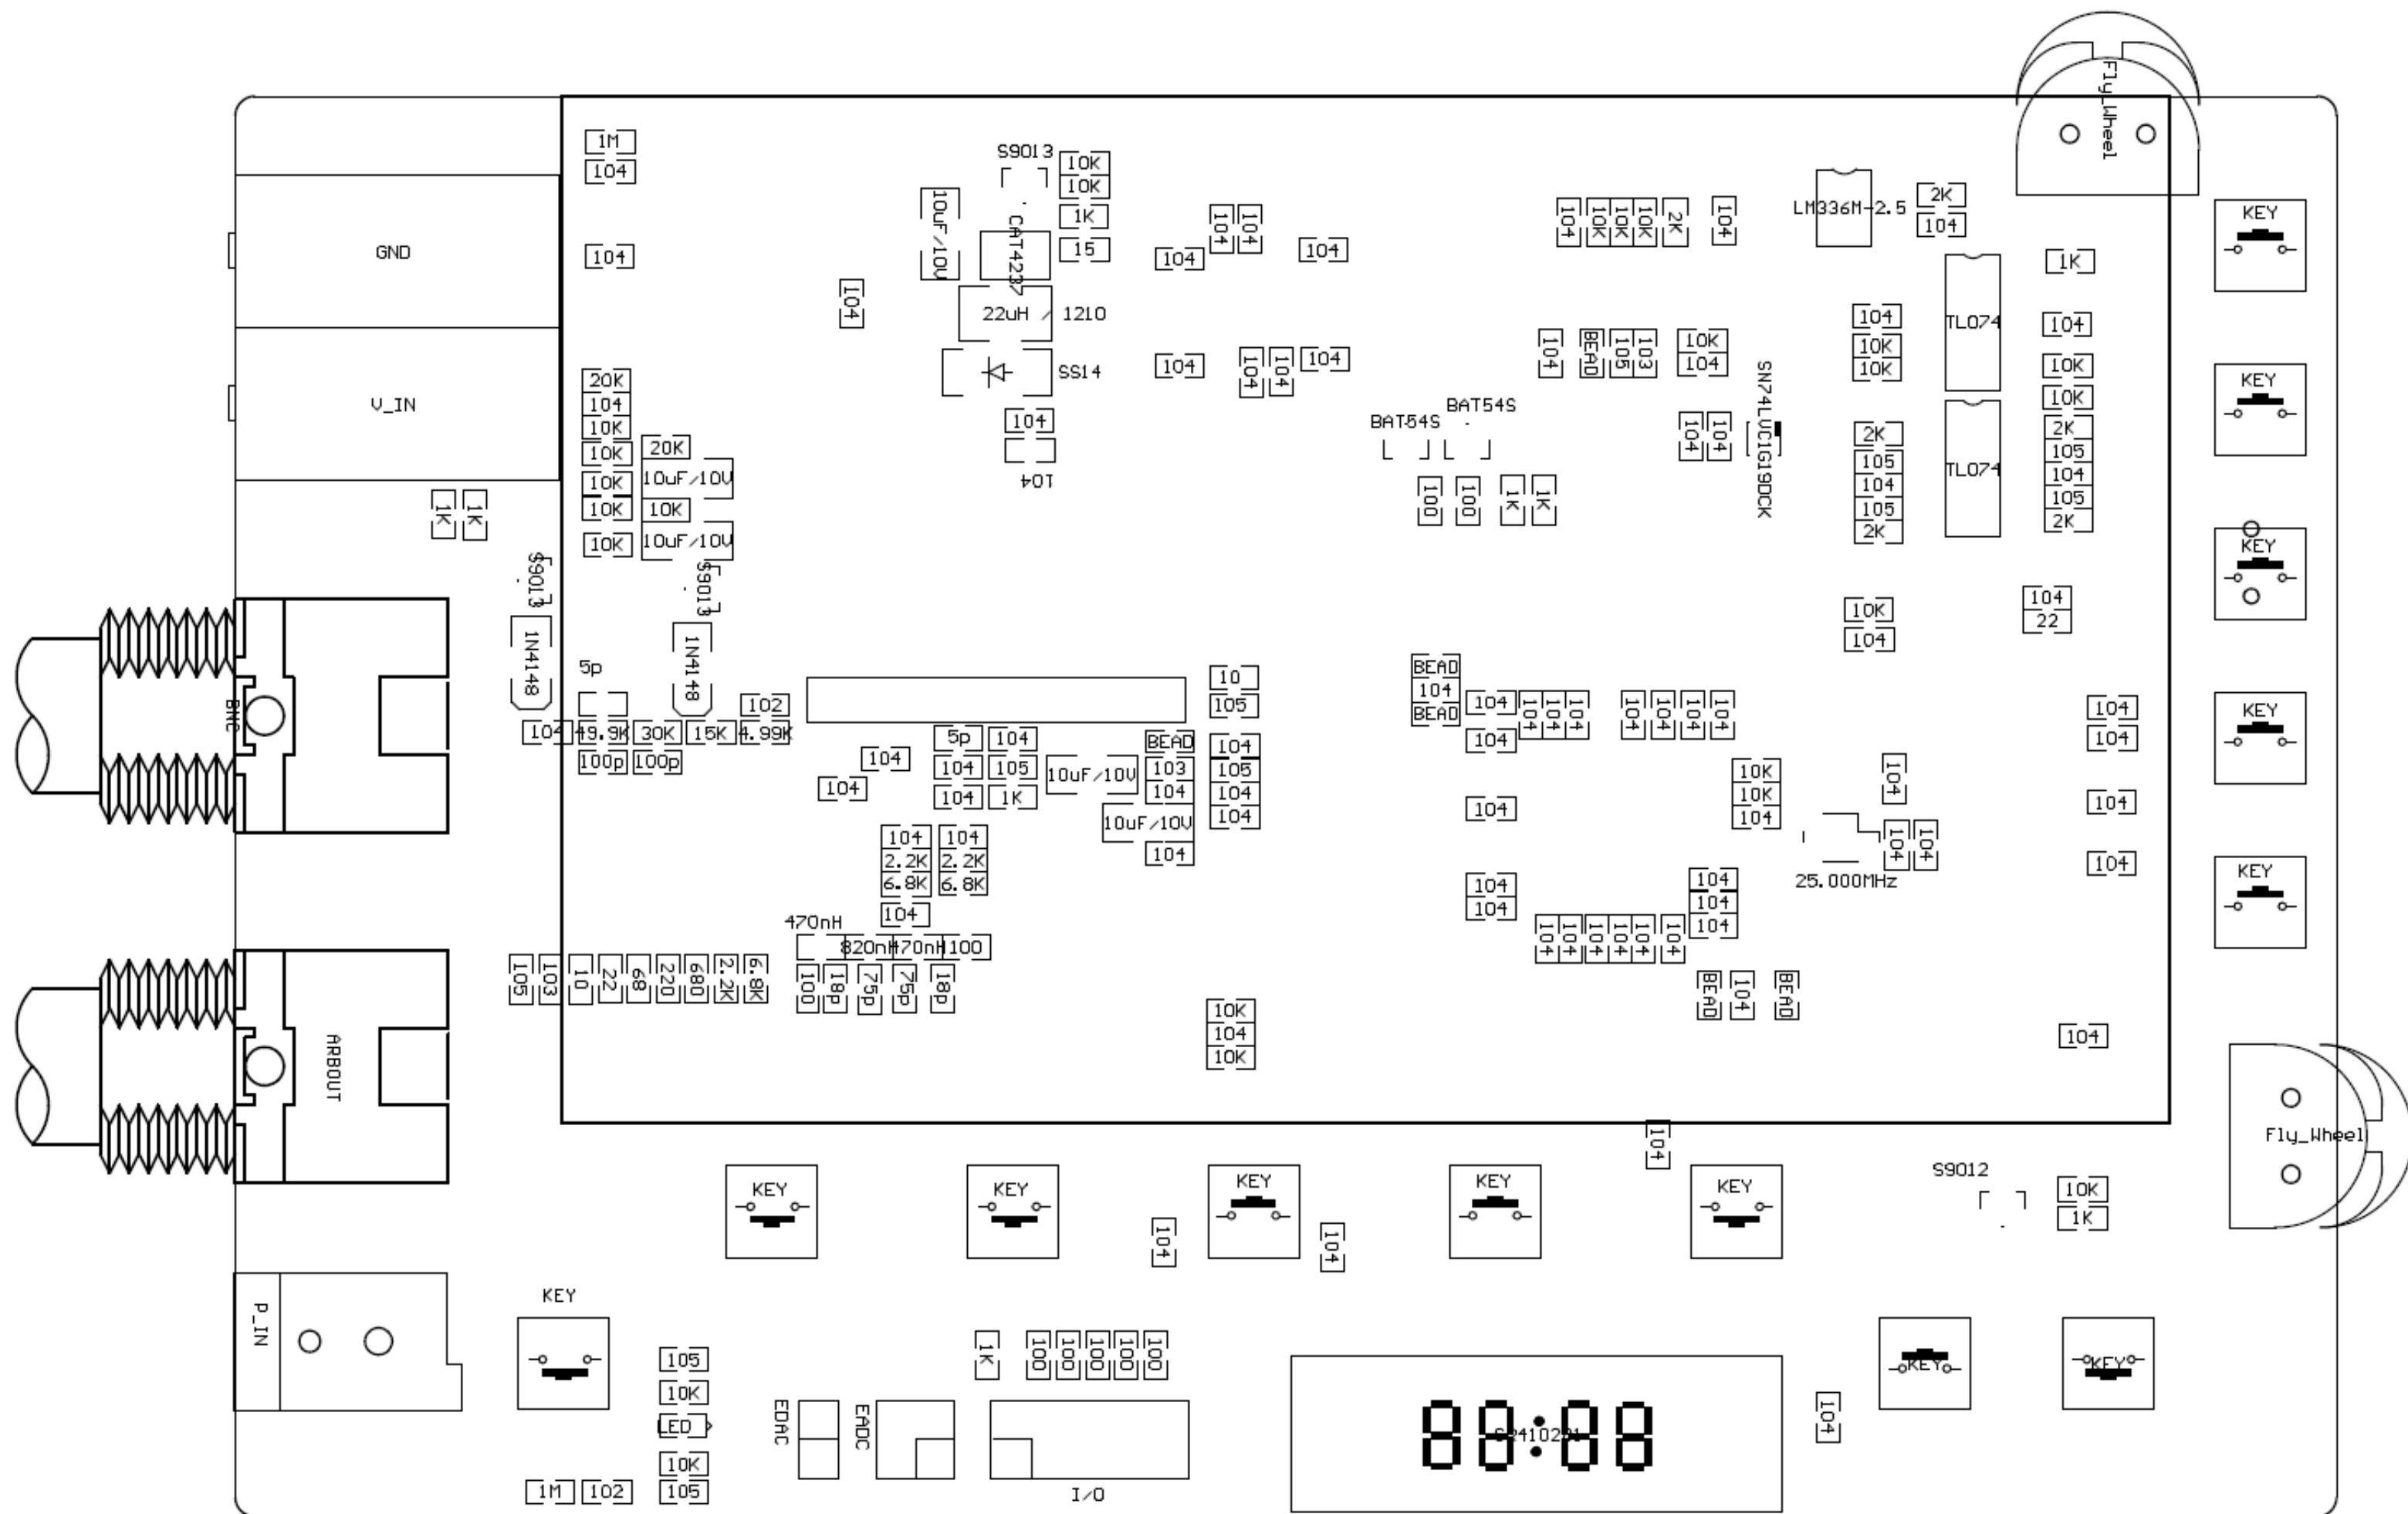 Fly_Wheel
1M
104
S9013
10K
10K
1K
15
10uF/10V
CAT4237
104
104
104
104
104
10K
10K
10K
2K
104
LM336M-2.5
2K
104
KEY
GND
104
104
22uH / 1210
SS14
104
104
104
104
104
BEAD
105
103
10K
104
104
10K
10K
TL074
1K
104
10K
10K
KEY
V_IN
20K
104
10K
10K
10K
10K
10K
20K
10uF/10V
10K
10uF/10V
104
104
BAT54S
BAT54S
100
100
1K
1K
104
104
SN74LVC1G19DCK
2K
105
104
105
2K
TL074
2K
105
104
105
2K
KEY
1K
1K
S9013
S9013
1N4148
1N4148
10K
104
104
22
BNC
5p
102
104
49.9K
30K
15K
4.99K
100p
100p
10
105
BEAD
104
BEAD
104
104
104
104
104
104
104
104
104
104
104
KEY
104
104
5p
104
104
105
104
1K
10uF/10V
BEAD
103
104
10uF/10V
104
104
105
104
104
104
10K
10K
104
104
104
104
25.000MHz
104
104
KEY
104
2.2K
6.8K
104
2.2K
6.8K
104
104
104
104
104
104
470nH
820nH
470nH
100
105
103
10
22
68
220
680
2.2K
6.8K
100
18p
75p
75p
18p
104
104
104
104
104
104
BEAD
104
BEAD
10K
104
10K
104
ARBOUT
104
Fly_Wheel
KEY
KEY
KEY
KEY
KEY
104
104
S9012
10K
1K
P_IN
KEY
105
10K
LED
10K
105
1M
102
EDAC
EADC
1K
100
100
100
100
100
I/O
88:88
104
KEY
KEY